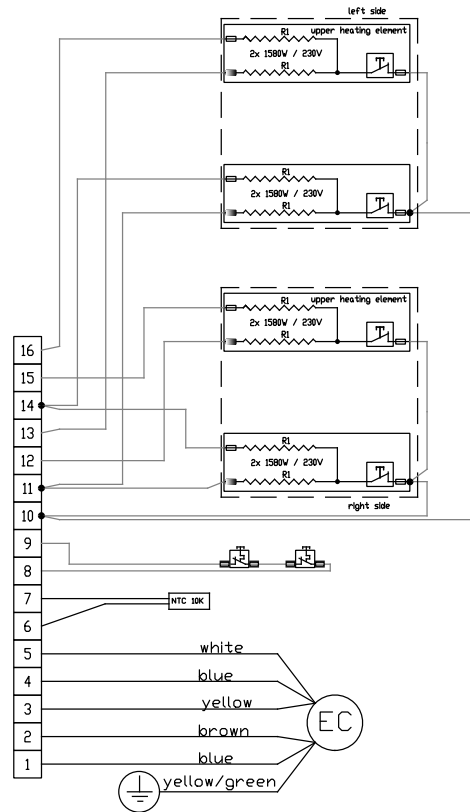 left side
upper heating element
R1
2x 1580W / 230V
R1
R1
2x 1580W / 230V
R1
upper heating element
R1
2x 1580W / 230V
R1
R1
2x 1580W / 230V
R1
right side
16
15
14
13
12
11
10
9
8
7
NTC 10K
6
5
white
4
blue
3
yellow
EC
2
brown
1
blue
yellow/green